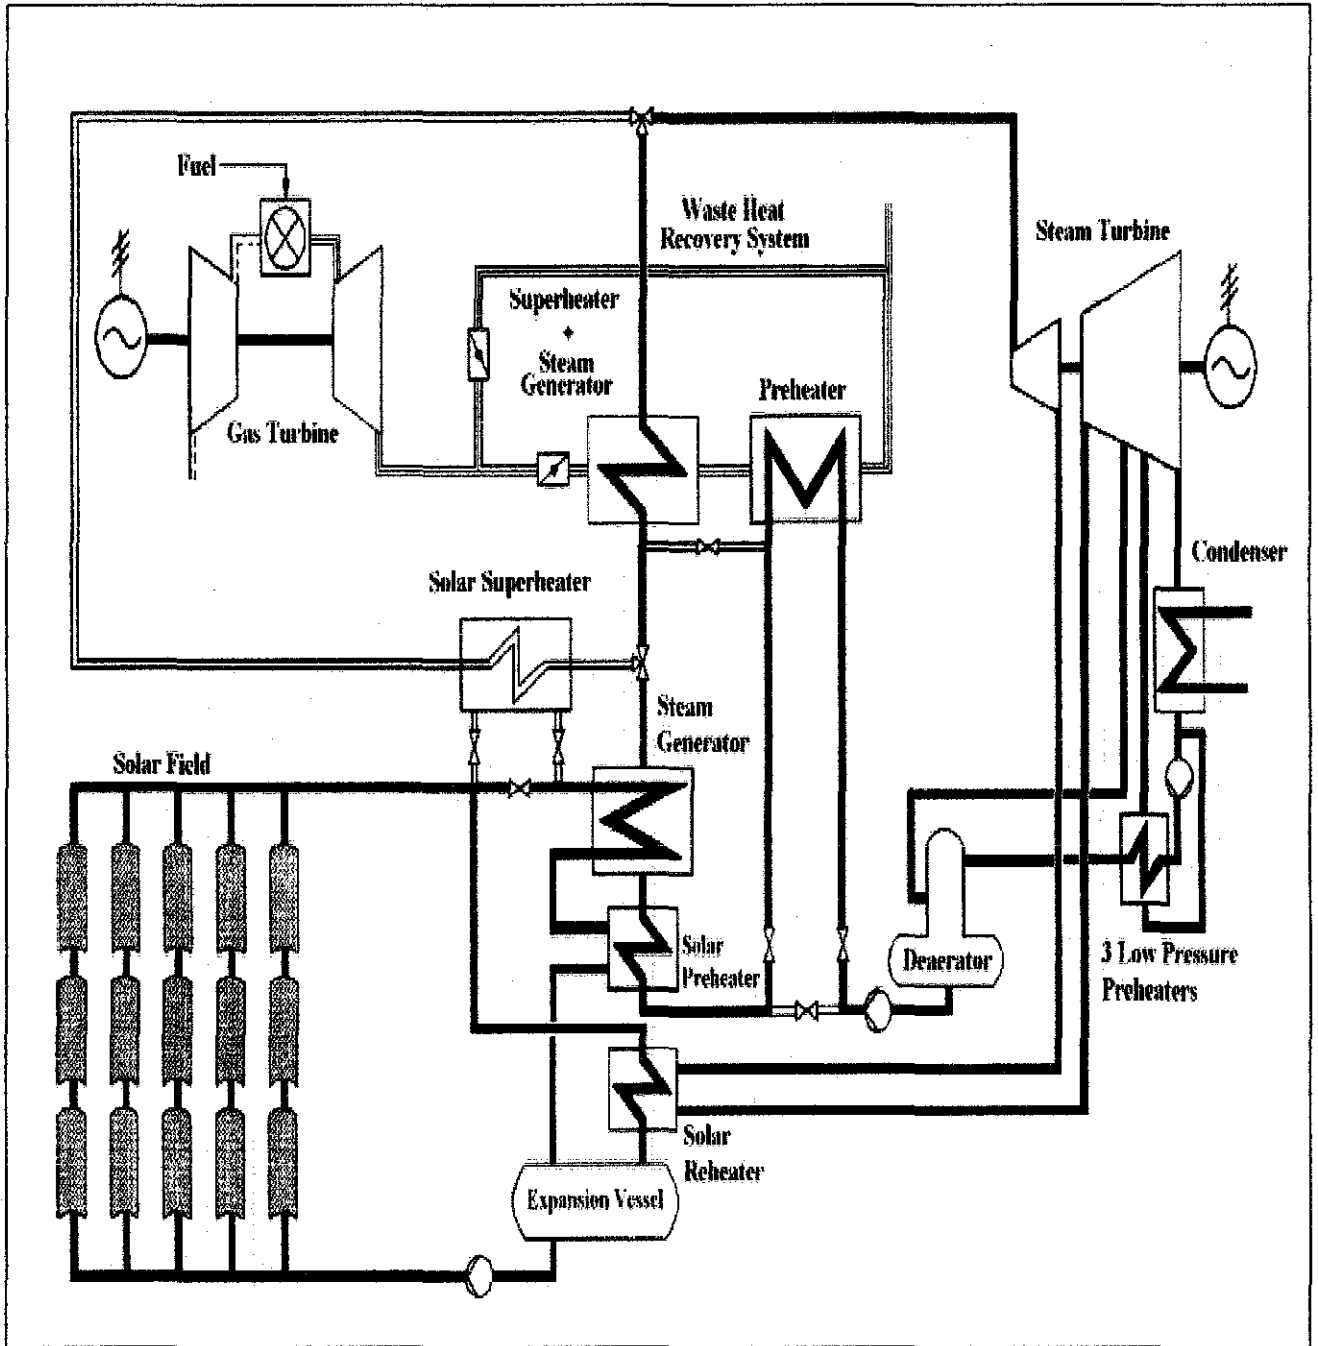 Fuel
Waste Heat
Recovery System
Steam Turbine
Superheater
+
Steam
Generator
Preheater
Gas Turbine
Condenser
Solar Superheater
Steam
Generator
Solar Field
Solar
Preheater
Deaerator
3 Low Pressure
Preheaters
Solar
Reheater
Expansion Vessel